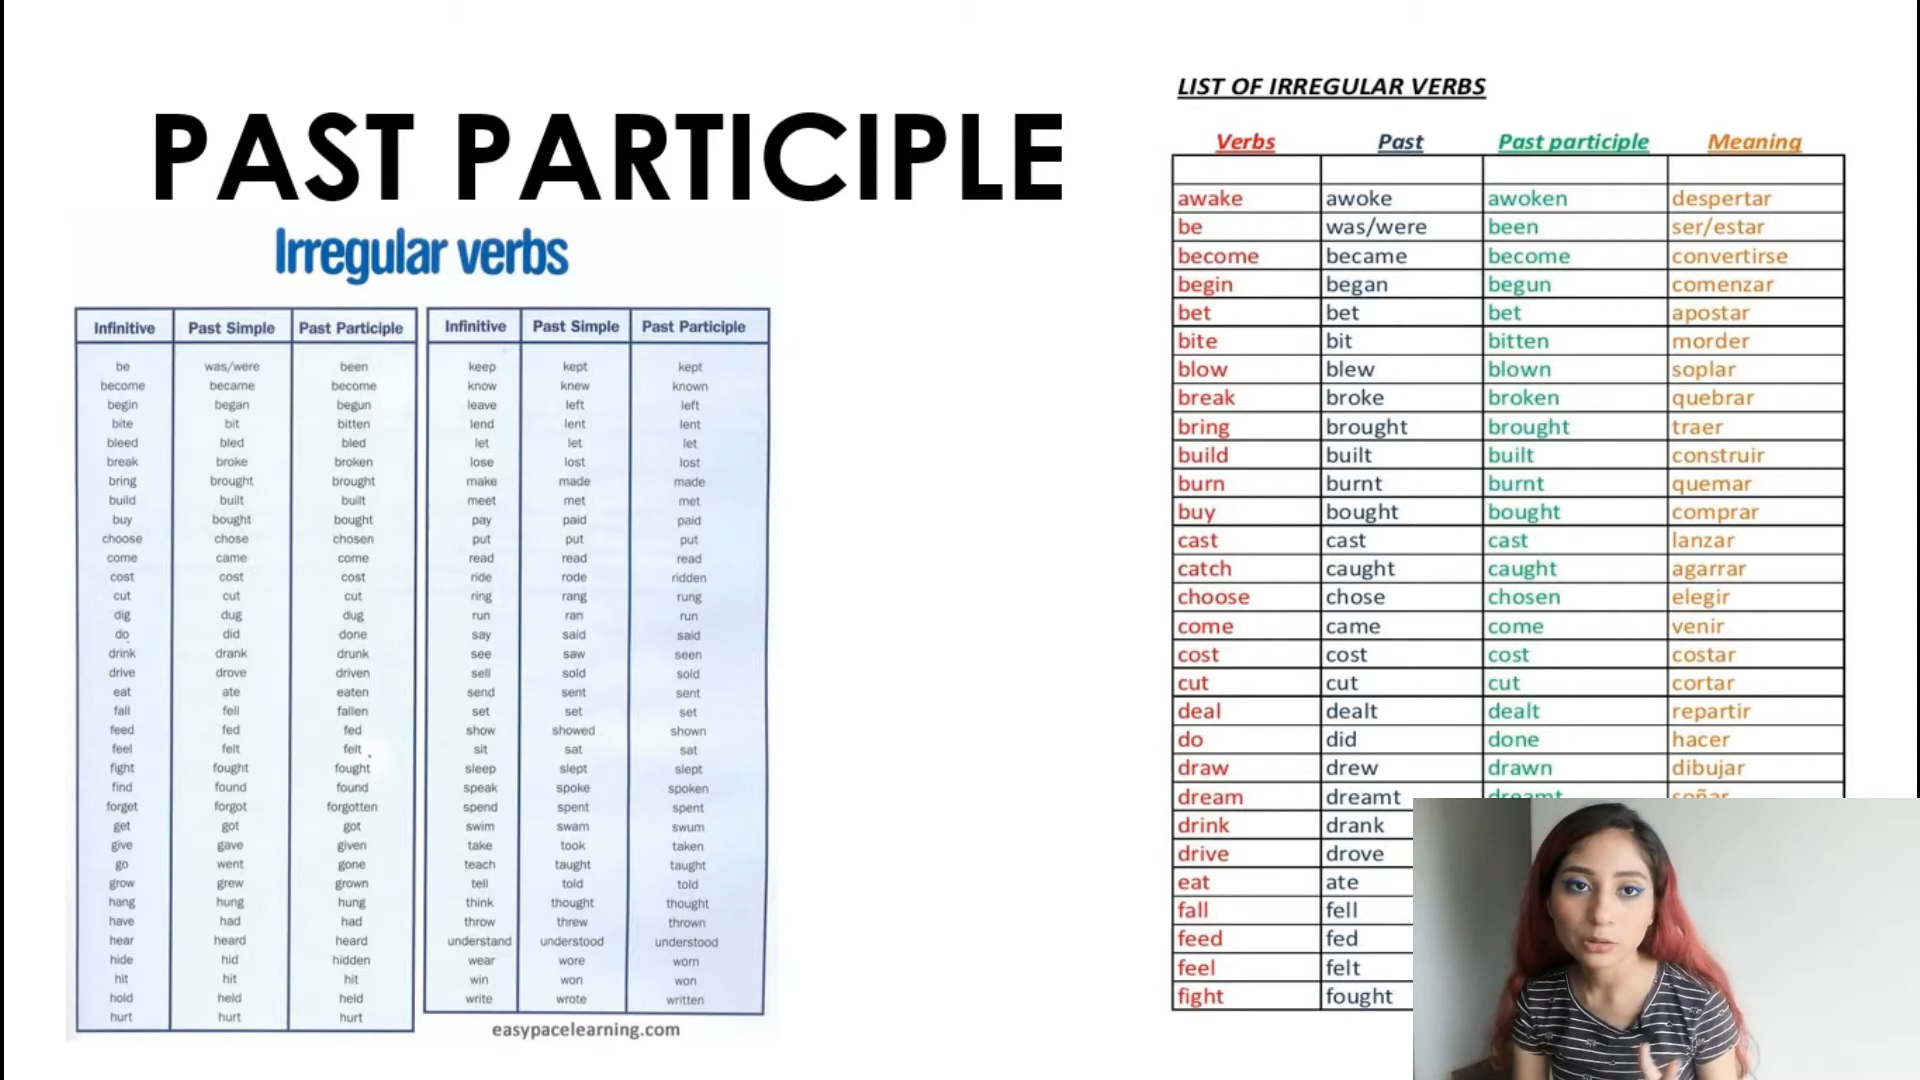 PAST PARTICIPLE
Irregular verbs
Infinitive Past Simple Past Participle
be was/were been
become became become
begin began begun
bite bit bitten
bleed bled bled
break broke broken
bring brought brought
build built built
buy bought bought
choose chose chosen
come came come
cost cost cost
cut cut cut
dig dug dug
do did done
drink drank drunk
drive drove driven
eat ate eaten
fall fell fallen
feed fed fed
feel felt felt
fight fought fought
find found found
forget forgot forgotten
get got got
give gave given
go went gone
grow grew grown
hang hung hung
have had had
hear heard heard
hide hid hidden
hit hit hit
hold held held
hurt hurt hurt
Infinitive Past Simple Past Participle
keep kept kept
know knew known
leave left left
lend lent lent
let let let
lose lost lost
make made made
meet met met
pay paid paid
put put put
read read read
ride rode ridden
ring rang rung
run ran run
say said said
see saw seen
sell sold sold
send sent sent
set set set
show showed shown
sit sat sat
sleep slept slept
speak spoke spoken
spend spent spent
swim swam swum
take took taken
teach taught taught
tell told told
think thought thought
throw threw thrown
understand understood understood
wear wore worn
win won won
write wrote written
easypacelearning.com
LIST OF IRREGULAR VERBS
Verbs Past Past participle Meaning
awake awoke awoken despertar
be was/were been ser/estar
become became become convertirse
begin began begun comenzar
bet bet bet apostar
bite bit bitten morder
blow blew blown soplar
break broke broken quebrar
bring brought brought traer
build built built construir
burn burnt burnt quemar
buy bought bought comprar
cast cast cast lanzar
catch caught caught agarrar
choose chose chosen elegir
come came come venir
cost cost cost costar
cut cut cut cortar
deal dealt dealt repartir
do did done hacer
draw drew drawn dibujar
dream dreamt dreamt soñar
drink drank
drive drove
eat ate
fall fell
feed fed
feel felt
fight fought